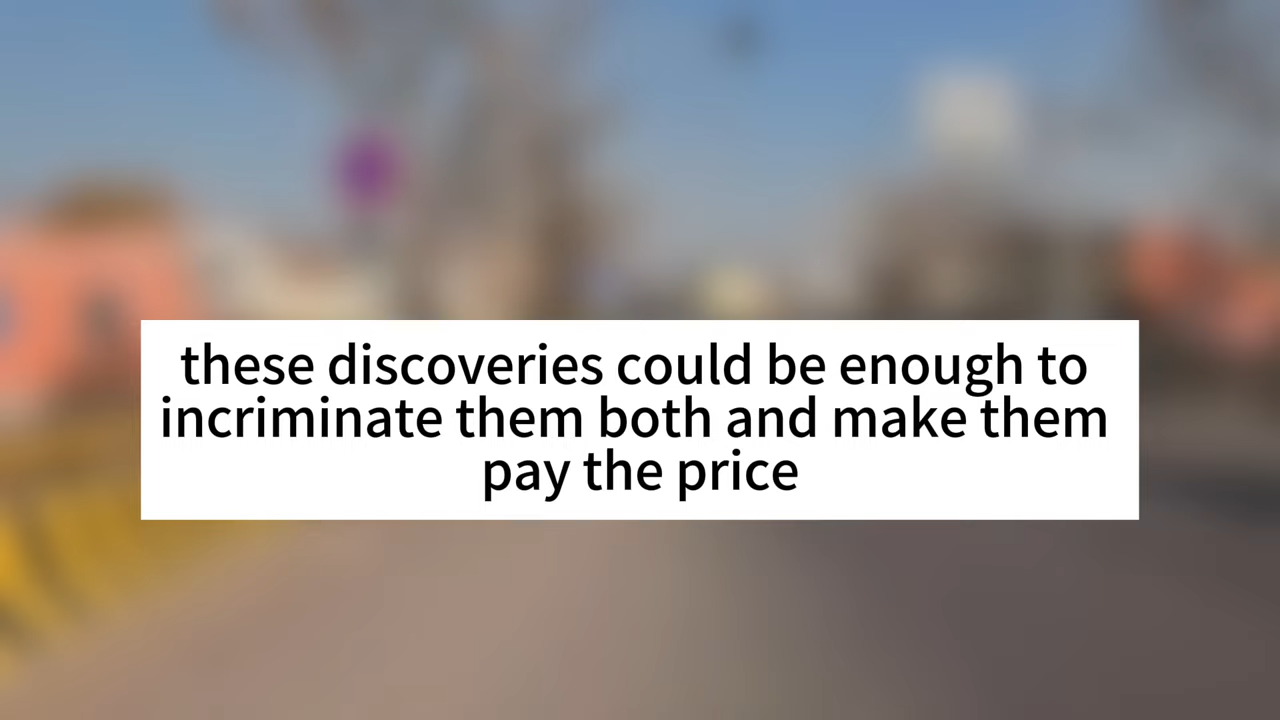 these discoveries could be enough to
incriminate them both and make them
pay the price